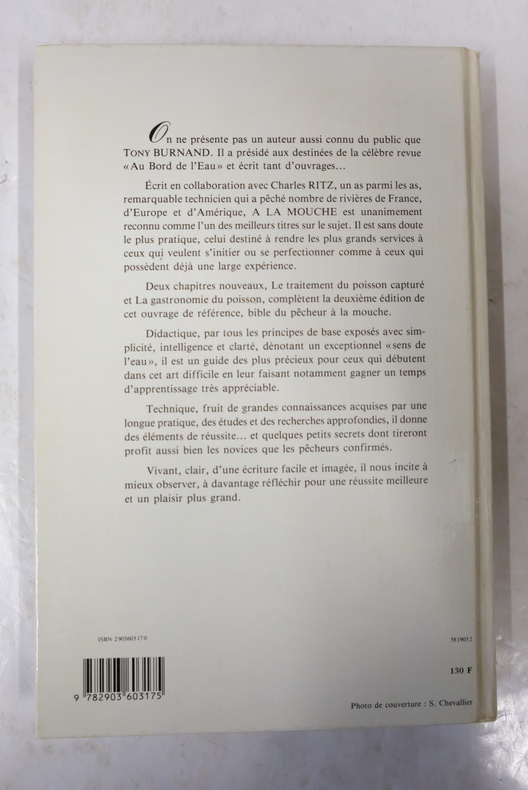 On ne présente pas un auteur aussi connu du public que
TONY BURNAND. Il a présidé aux destinées de la célèbre revue
« Au Bord de l'Eau » et écrit tant d'ouvrages...
Écrit en collaboration avec Charles RITZ, un as parmi les as,
remarquable technicien qui a pêché nombre de rivières de France,
d'Europe et d'Amérique, A LA MOUCHE est unanimement
reconnu comme l'un des meilleurs titres sur le sujet. Il est sans doute
le plus pratique, celui destiné à rendre les plus grands services à
ceux qui veulent s'initier ou se perfectionner comme à ceux qui
possèdent déjà une large expérience.
Deux chapitres nouveaux, Le traitement du poisson capturé
et La gastronomie du poisson, complètent la deuxième édition de
cet ouvrage de référence, bible du pêcheur à la mouche.
Didactique, par tous les principes de base exposés avec sim-
plicité, intelligence et clarté, dénotant un exceptionnel « sens de
l'eau », il est un guide des plus précieux pour ceux qui débutent
dans cet art difficile en leur faisant notamment gagner un temps
d'apprentissage très appréciable.
Technique, fruit de grandes connaissances acquises par une
longue pratique, des études et des recherches approfondies, il donne
des éléments de réussite... et quelques petits secrets dont tireront
profit aussi bien les novices que les pêcheurs confirmés.
Vivant, clair, d'une écriture facile et imagée, il nous incite à
mieux observer, à davantage réfléchir pour une réussite meilleure
et un plaisir plus grand.
ISBN 2 903603 17 0
58 1903 2
130 F
9 782903 603175
Photo de couverture : S. Chevallier